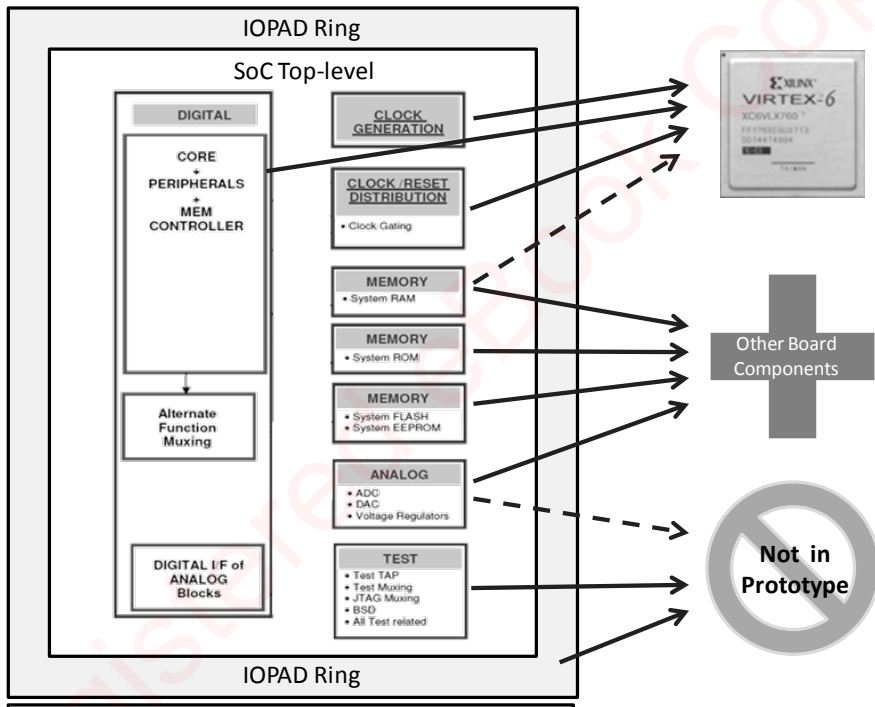 IOPAD Ring
SoC Top-level
DIGITAL
CORE
+
PERIPHERALS
+
MEM
CONTROLLER
Alternate
Function
Muxing
DIGITAL I/F of
ANALOG
Blocks
CLOCK
GENERATION
CLOCK /RESET
DISTRIBUTION
• Clock Gating
MEMORY
• System RAM
MEMORY
• System ROM
MEMORY
• System FLASH
• System EEPROM
ANALOG
• ADC
• DAC
• Voltage Regulators
TEST
• Test TAP
• Test Muxing
• JTAG Muxing
• BSD
• All Test related
IOPAD Ring
XILINX
VIRTEX-6
XC6VLX760
TAIWAN
Other Board
Components
Not in
Prototype